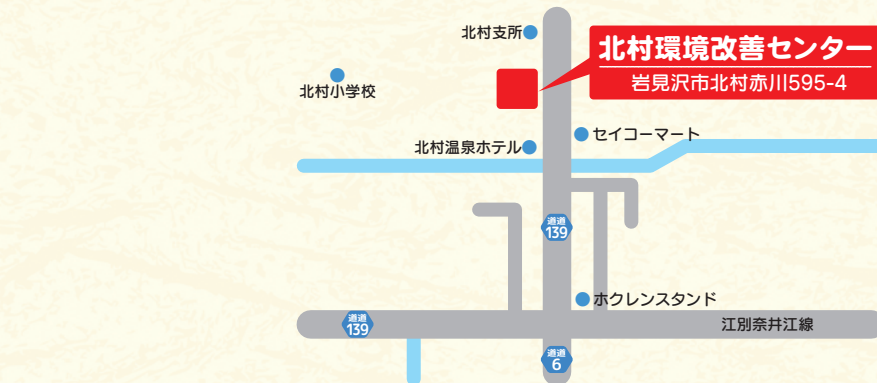 北村支所
北村環境改善センター
岩見沢市北村赤川595-4
北村小学校
セイコーマート
北村温泉ホテル
道道
139
ホクレンスタンド
道道
139
江別奈井江線
道道
6